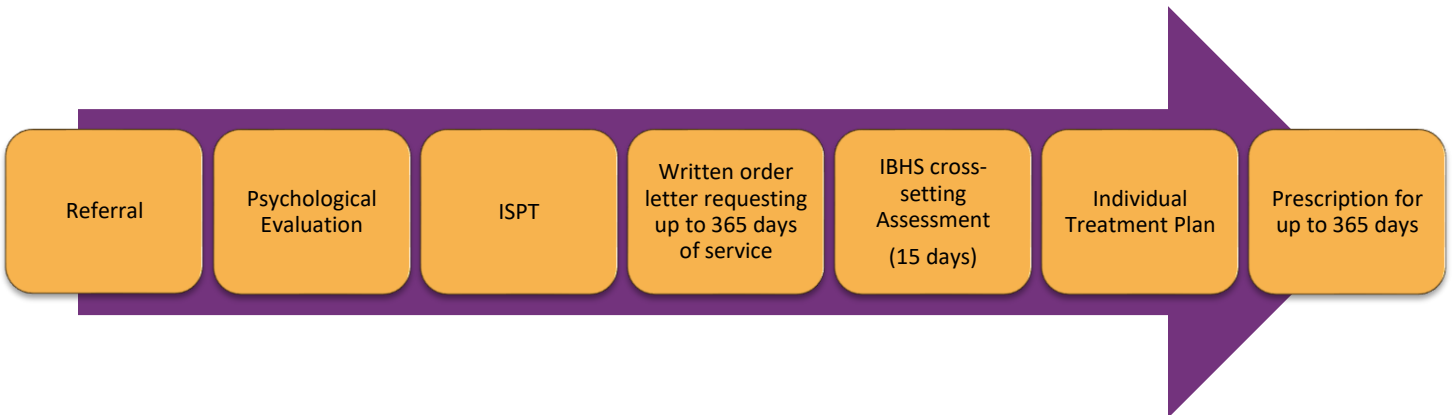 Referral
Psychological
Evaluation
ISPT
Written order
letter requesting
up to 365 days
of service
IBHS cross-
setting
Assessment
(15 days)
Individual
Treatment Plan
Prescription for
up to 365 days